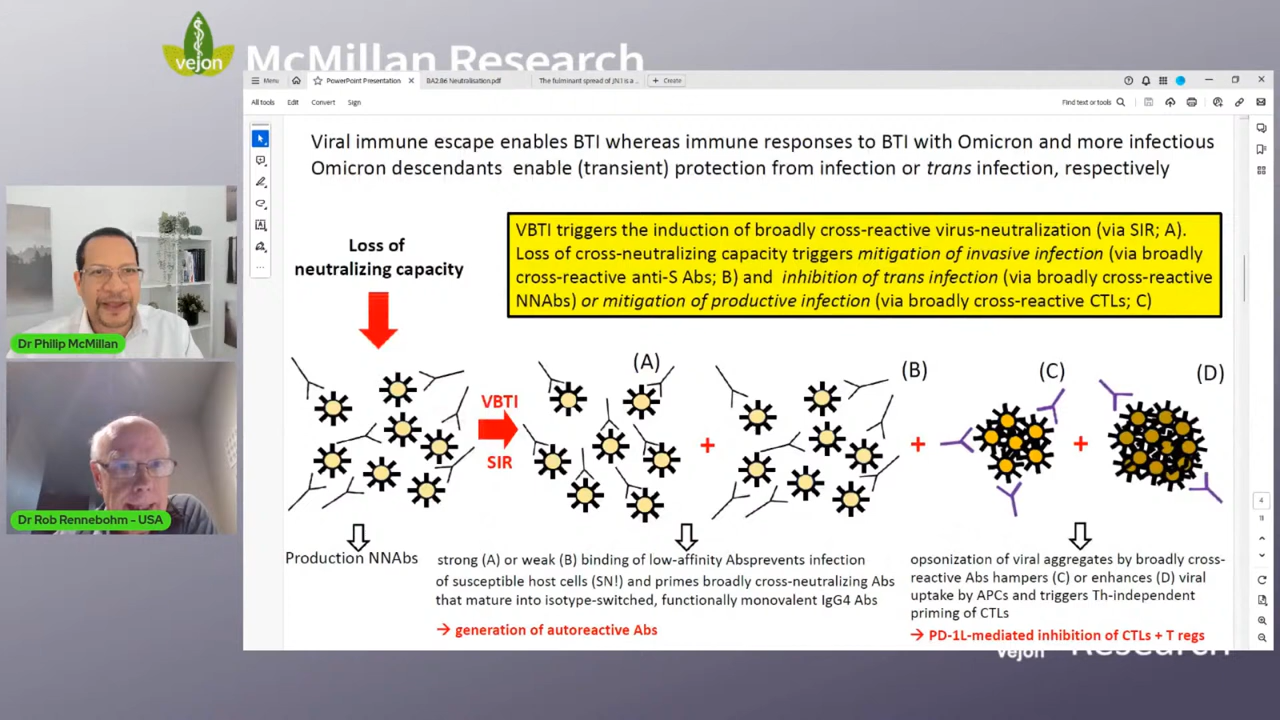 vejon
McMillan Research
Menu
PowerPoint Presentation
BA2.86 Neutralisation.pdf
The fulminant spread of JN.1 is a...
+ Create
All tools
Edit
Convert
Sign
Find text or tools
Viral immune escape enables BTI whereas immune responses to BTI with Omicron and more infectious
Omicron descendants enable (transient) protection from infection or trans infection, respectively
Loss of
neutralizing capacity
VBTI triggers the induction of broadly cross-reactive virus-neutralization (via SIR; A).
Loss of cross-neutralizing capacity triggers mitigation of invasive infection (via broadly
cross-reactive anti-S Abs; B) and inhibition of trans infection (via broadly cross-reactive
NNAbs) or mitigation of productive infection (via broadly cross-reactive CTLs; C)
Dr Philip McMillan
(A)
(B)
(C)
(D)
VBTI
SIR
+
+
+
Dr Rob Rennebohm - USA
4
Production NNAbs
strong (A) or weak (B) binding of low-affinity Absprevents infection
of susceptible host cells (SN!) and primes broadly cross-neutralizing Abs
that mature into isotype-switched, functionally monovalent IgG4 Abs
→ generation of autoreactive Abs
opsonization of viral aggregates by broadly cross-
reactive Abs hampers (C) or enhances (D) viral
uptake by APCs and triggers Th-independent
priming of CTLs
→ PD-1L-mediated inhibition of CTLs + T regs
vejon
Research